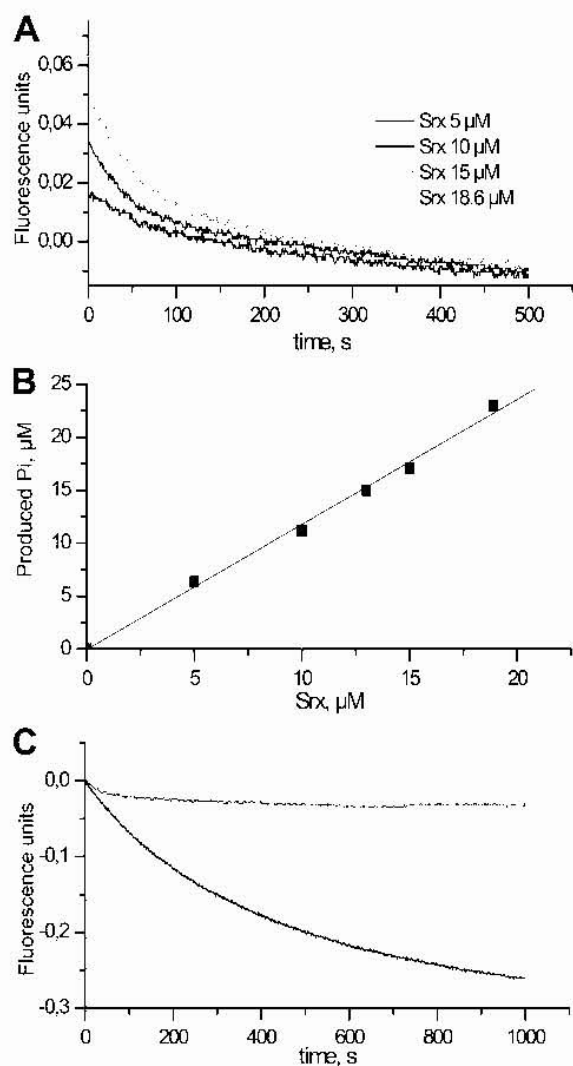 A
Fluorescence units
0,06
0,04
0,02
0,00
Srx 5 µM
Srx 10 µM
Srx 15 µM
Srx 18.6 µM
0 100 200 300 400 500
time, s
B
Produced Pi, µM
25
20
15
10
5
0
0 5 10 15 20
Srx, µM
C
Fluorescence units
0,0
-0,1
-0,2
-0,3
0 200 400 600 800 1000
time, s